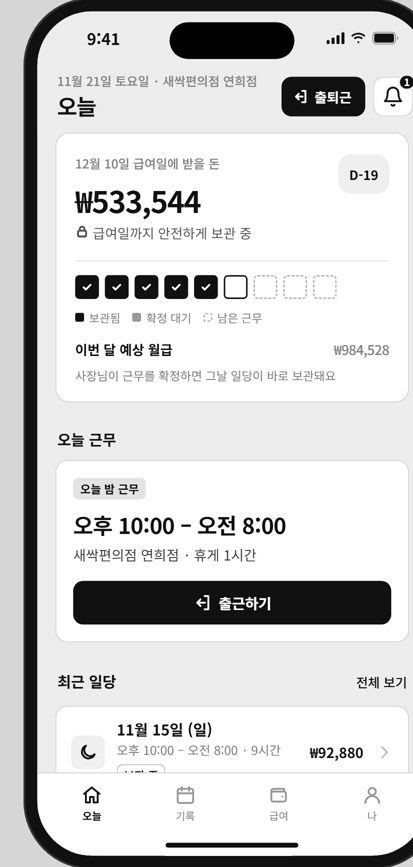 9:41
11월 21일 토요일 · 새싹편의점 연희점
오늘
출퇴근
1
12월 10일 급여일에 받을 돈
D-19
₩533,544
급여일까지 안전하게 보관 중
보관됨 확정 대기 남은 근무
이번 달 예상 월급 ₩984,528
사장님이 근무를 확정하면 그날 일당이 바로 보관돼요
오늘 근무
오늘 밤 근무
오후 10:00 – 오전 8:00
새싹편의점 연희점 · 휴게 1시간
출근하기
최근 일당 전체 보기
11월 15일 (일)
오후 10:00 – 오전 8:00 · 9시간 ₩92,880
오늘 기록 급여 나